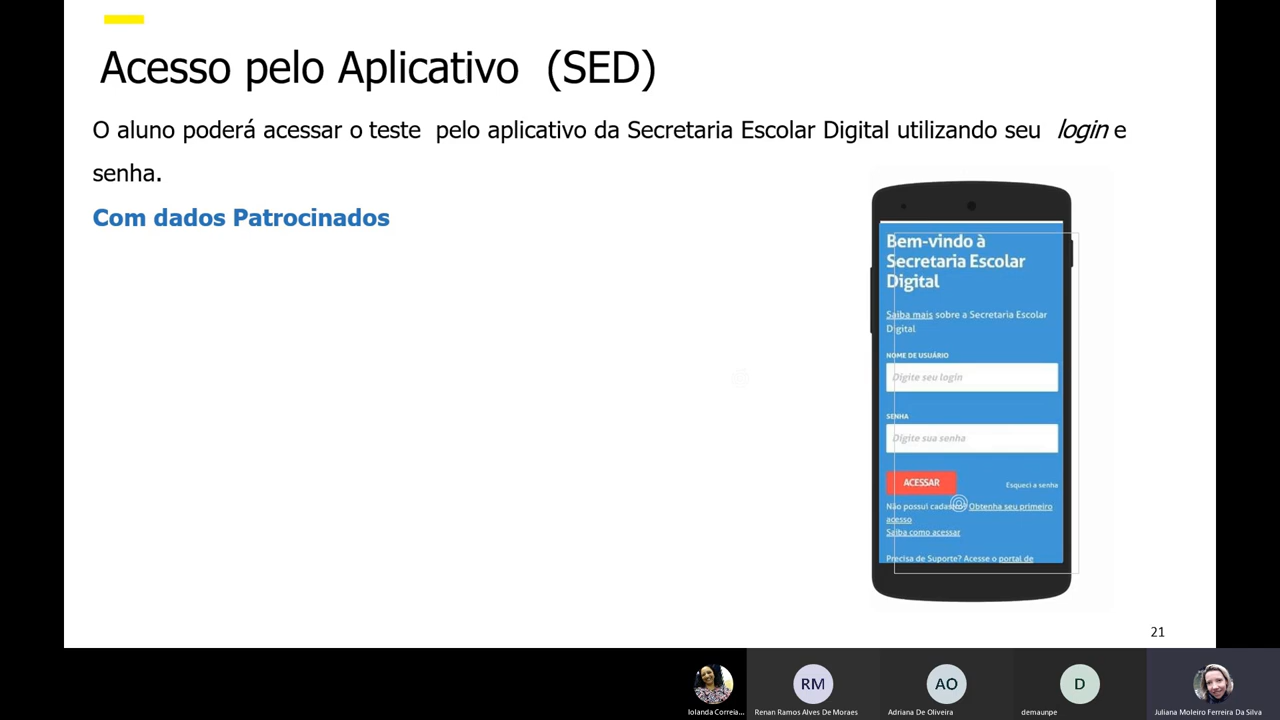 Acesso pelo Aplicativo (SED)
O aluno poderá acessar o teste pelo aplicativo da Secretaria Escolar Digital utilizando seu login e
senha.
Com dados Patrocinados
Bem-vindo à
Secretaria Escolar
Digital
Saiba mais sobre a Secretaria Escolar
Digital
NOME DE USUÁRIO
Digite seu login
SENHA
Digite sua senha
ACESSAR
Esqueci a senha
Não possui cadastro? Obtenha seu primeiro
acesso
Saiba como acessar
Precisa de Suporte? Acesse o portal de
21
RM
AO
D
Iolanda Correia...
Renan Ramos Alves De Moraes
Adriana De Oliveira
demaunpe
Juliana Moleiro Ferreira Da Silva